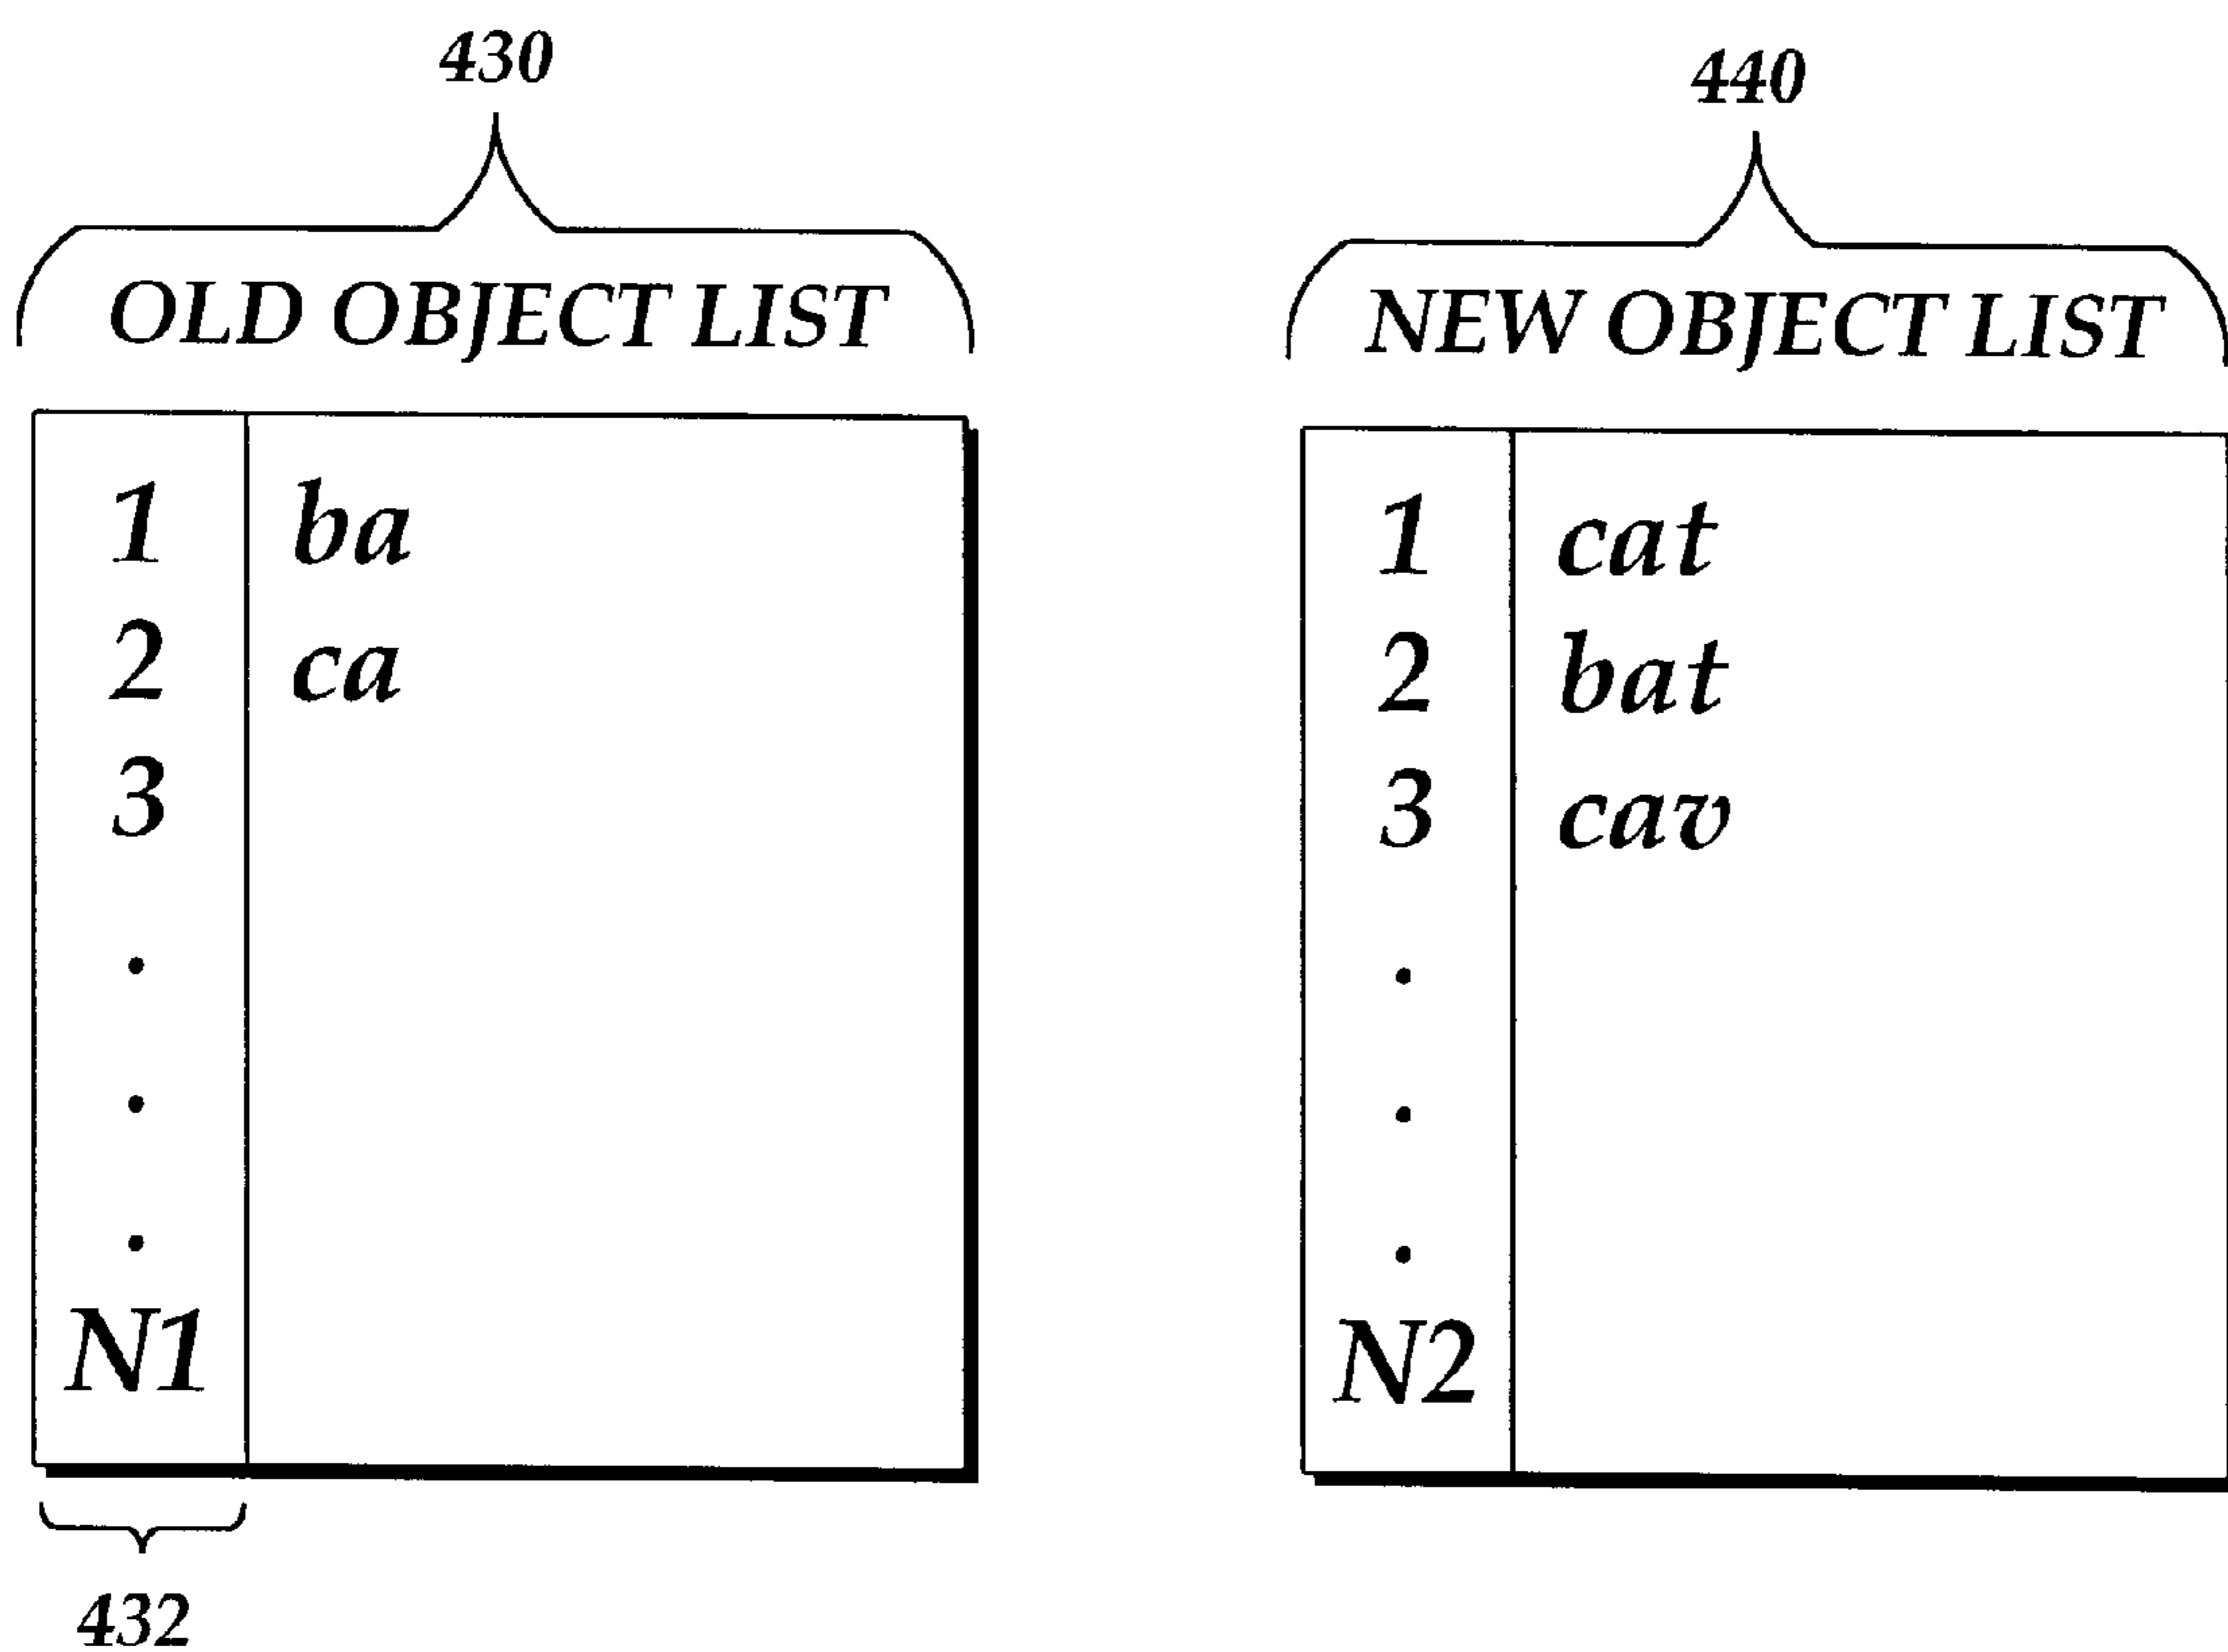 430
OLD OBJECT LIST
1 ba
2 ca
3
.
.
.
N1
432
440
NEW OBJECT LIST
1 cat
2 bat
3 cav
.
.
.
N2